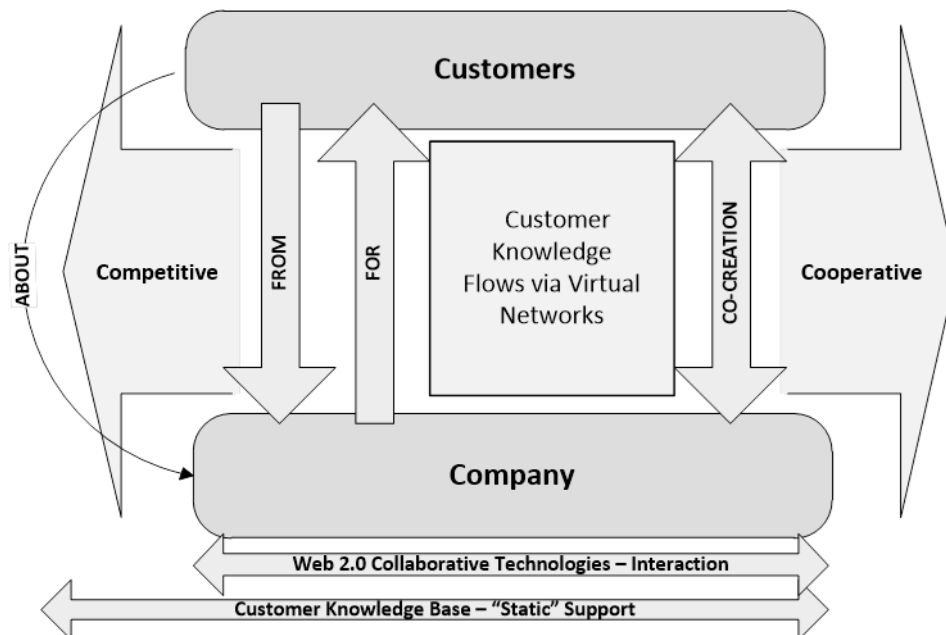 Customers
ABOUT
Competitive
FROM
FOR
Customer
Knowledge
Flows via Virtual
Networks
CO-CREATION
Cooperative
Company
Web 2.0 Collaborative Technologies – Interaction
Customer Knowledge Base – “Static” Support